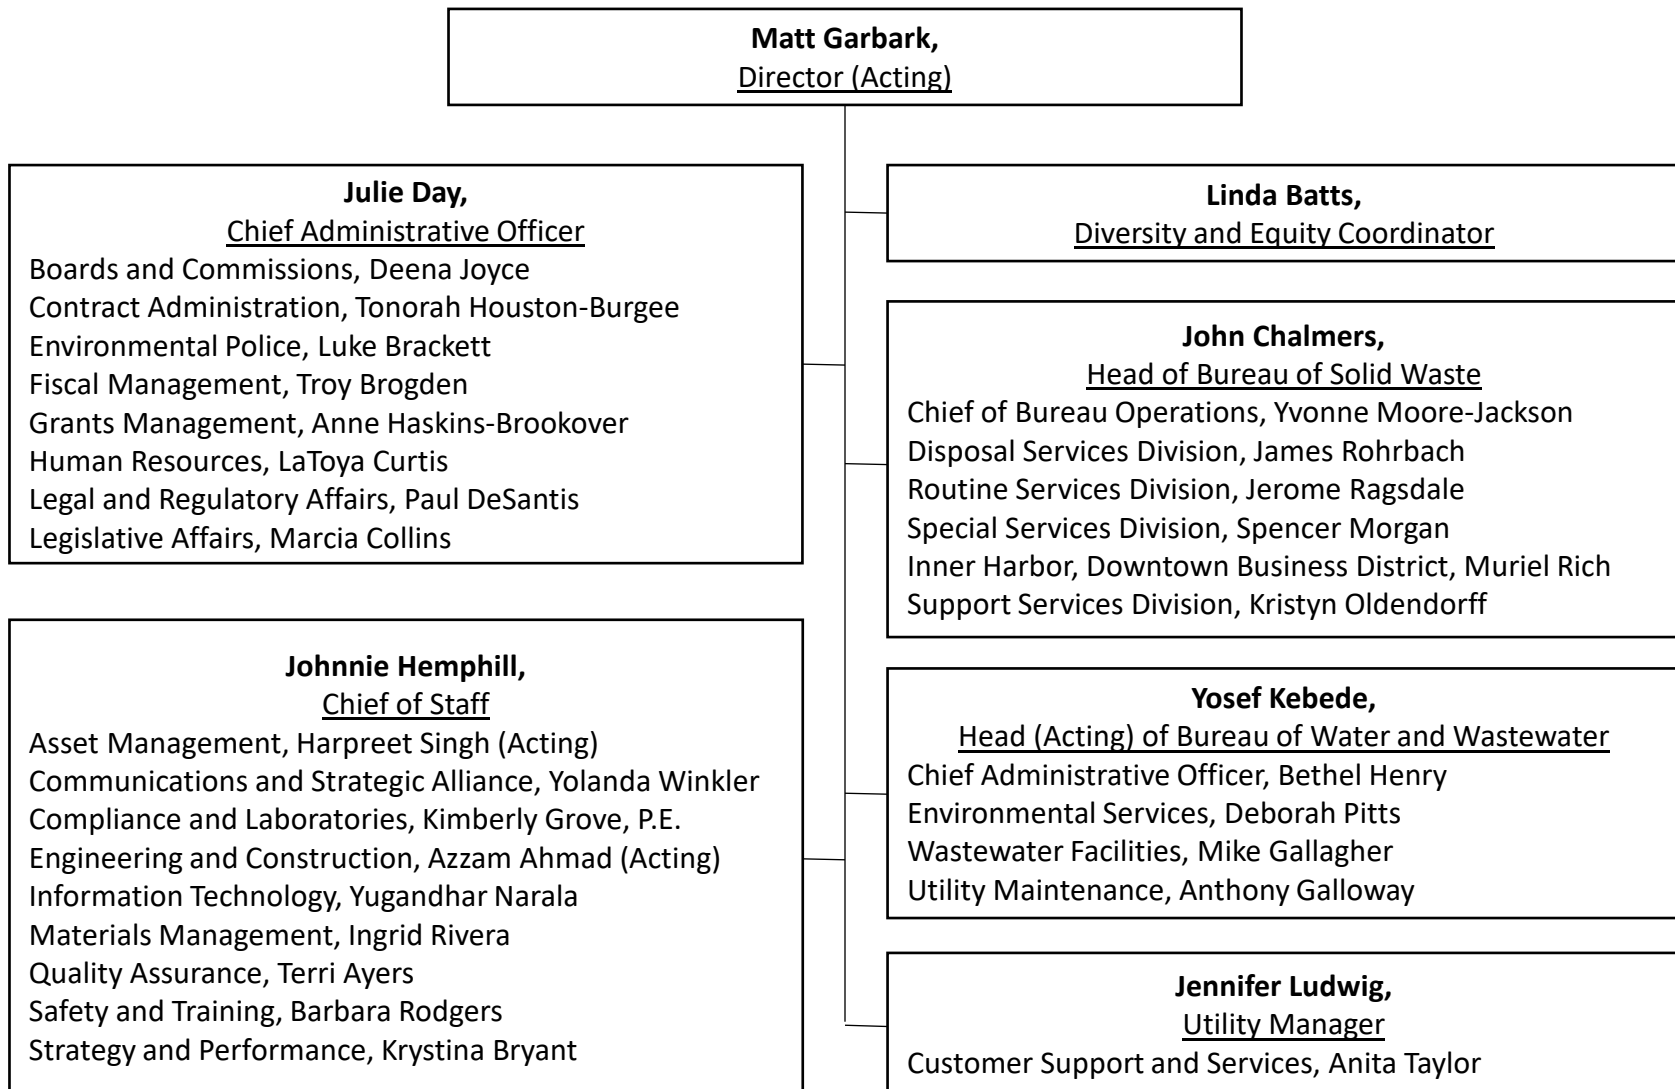 Matt Garbark,
Director (Acting)
Julie Day,
Chief Administrative Officer
Boards and Commissions, Deena Joyce
Contract Administration, Tonorah Houston-Burgee
Environmental Police, Luke Brackett
Fiscal Management, Troy Brogden
Grants Management, Anne Haskins-Brookover
Human Resources, LaToya Curtis
Legal and Regulatory Affairs, Paul DeSantis
Legislative Affairs, Marcia Collins
Johnnie Hemphill,
Chief of Staff
Asset Management, Harpreet Singh (Acting)
Communications and Strategic Alliance, Yolanda Winkler
Compliance and Laboratories, Kimberly Grove, P.E.
Engineering and Construction, Azzam Ahmad (Acting)
Information Technology, Yugandhar Narala
Materials Management, Ingrid Rivera
Quality Assurance, Terri Ayers
Safety and Training, Barbara Rodgers
Strategy and Performance, Krystina Bryant
Linda Batts,
Diversity and Equity Coordinator
John Chalmers,
Head of Bureau of Solid Waste
Chief of Bureau Operations, Yvonne Moore-Jackson
Disposal Services Division, James Rohrbach
Routine Services Division, Jerome Ragsdale
Special Services Division, Spencer Morgan
Inner Harbor, Downtown Business District, Muriel Rich
Support Services Division, Kristyn Oldendorff
Yosef Kebede,
Head (Acting) of Bureau of Water and Wastewater
Chief Administrative Officer, Bethel Henry
Environmental Services, Deborah Pitts
Wastewater Facilities, Mike Gallagher
Utility Maintenance, Anthony Galloway
Jennifer Ludwig,
Utility Manager
Customer Support and Services, Anita Taylor